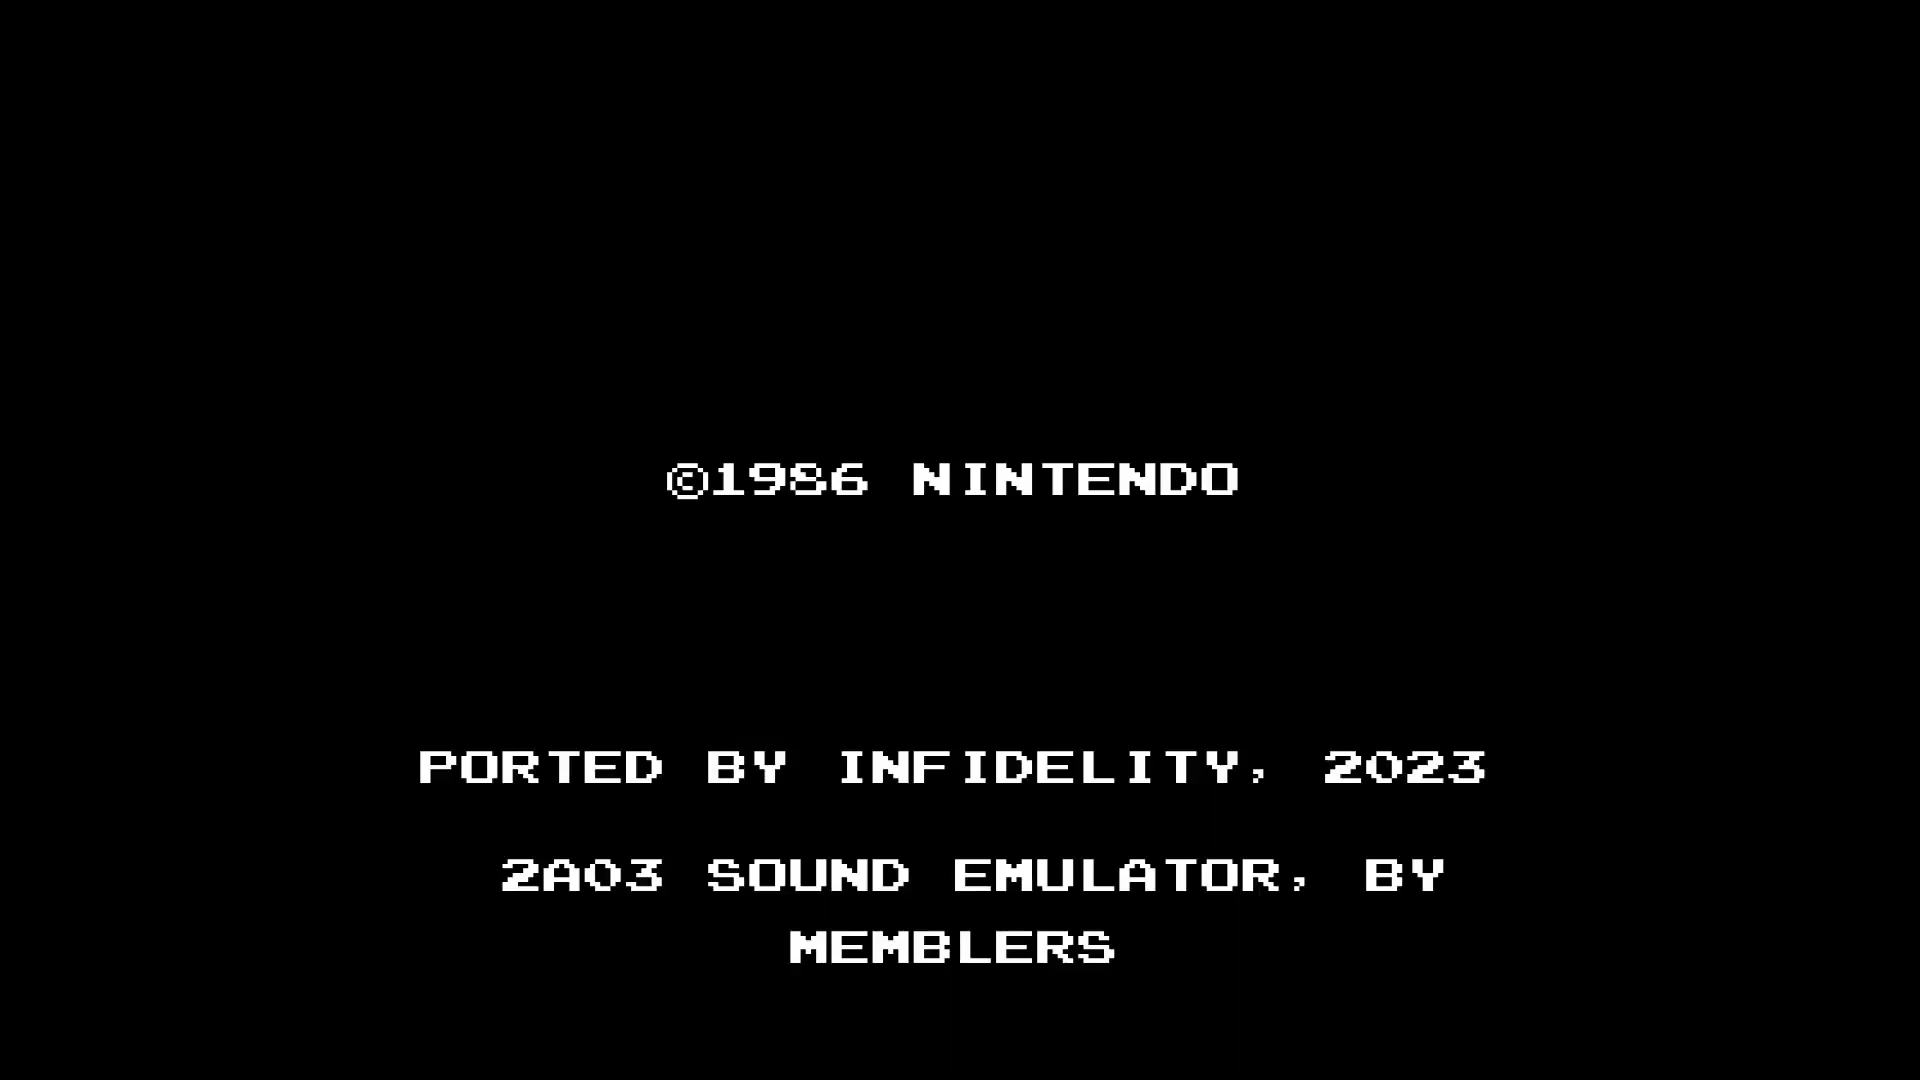 ©1986 NINTENDO
PORTED BY INFIDELITY, 2023
2A03 SOUND EMULATOR, BY
MEMBLERS